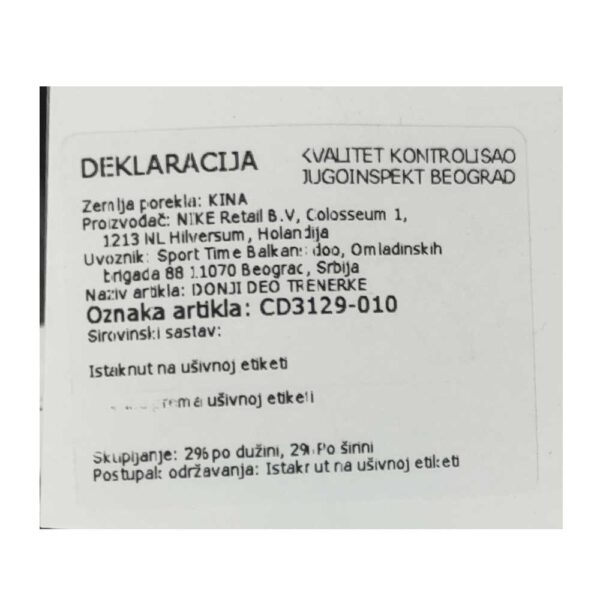 DEKLARACIJA
KVALITET KONTROLISAO
JUGOINSPEKT BEOGRAD
Zemlja porekla: KINA
Proizvođač: NIKE Retail B.V, Colosseum 1,
1213 NL Hilversum, Holandija
Uvoznik: Sport Time Balkans doo, Omladinskih
brigada 88 11070 Beograd, Srbija
Naziv artikla: DONJI DEO TRENERKE
Oznaka artikla: CD3129-010
Sirovinski sastav:
Istaknut na ušivnoj etiketi
prema ušivnoj etiketi
Skupljanje: 2% po dužini, 2% Po širini
Postupak održavanja: Istaknut na ušivnoj etiketi